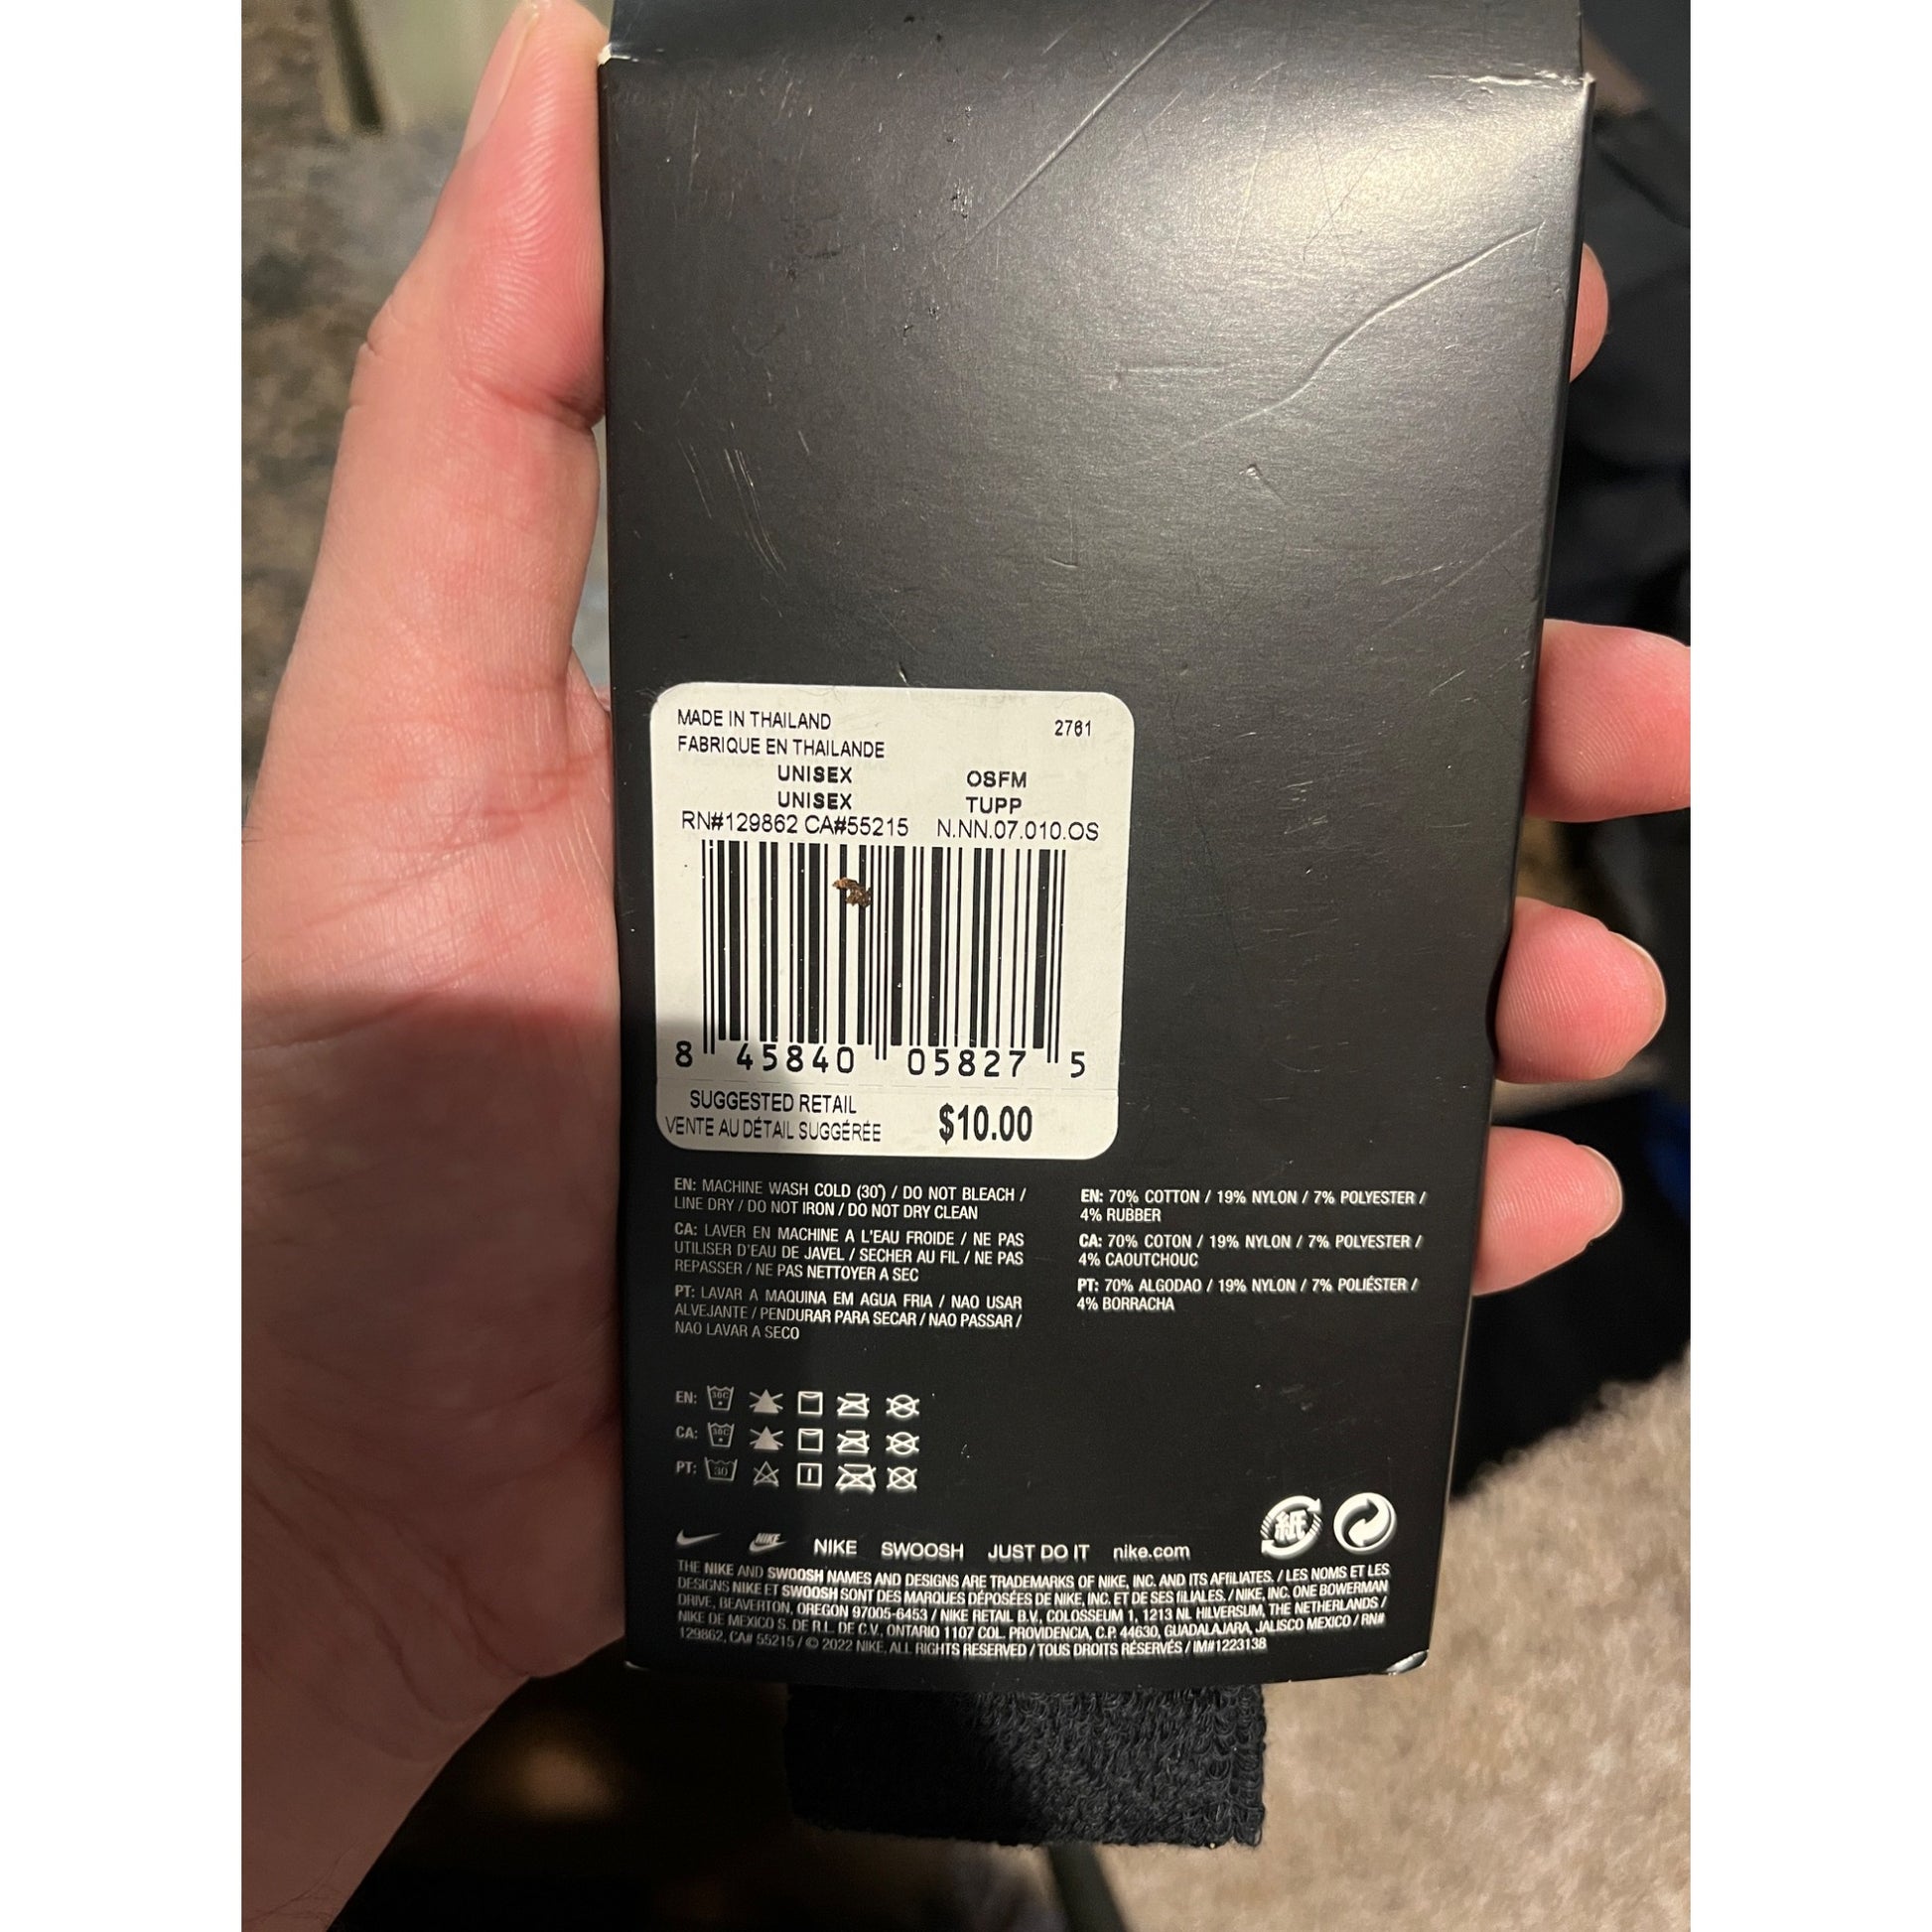 MADE IN THAILAND 2761
FABRIQUE EN THAILANDE
UNISEX OSFM
UNISEX TUPP
RN#129862 CA#55215 N.NN.07.010.OS
8 45840 05827 5
SUGGESTED RETAIL $10.00
VENTE AU DÉTAIL SUGGÉRÉE
EN: MACHINE WASH COLD (30°) / DO NOT BLEACH /
LINE DRY / DO NOT IRON / DO NOT DRY CLEAN
CA: LAVER EN MACHINE A L'EAU FROIDE / NE PAS
UTILISER D'EAU DE JAVEL / SECHER AU FIL / NE PAS
REPASSER / NE PAS NETTOYER A SEC
PT: LAVAR A MAQUINA EM AGUA FRIA / NAO USAR
ALVEJANTE / PENDURAR PARA SECAR / NAO PASSAR /
NAO LAVAR A SECO
EN: 70% COTTON / 19% NYLON / 7% POLYESTER /
4% RUBBER
CA: 70% COTON / 19% NYLON / 7% POLYESTER /
4% CAOUTCHOUC
PT: 70% ALGODAO / 19% NYLON / 7% POLIÉSTER /
4% BORRACHA
EN: 30C
CA: 30C
PT: 30
紙
NIKE NIKE SWOOSH JUST DO IT nike.com
THE NIKE AND SWOOSH NAMES AND DESIGNS ARE TRADEMARKS OF NIKE, INC. AND ITS AFFILIATES. / LES NOMS ET LES
DESIGNS NIKE ET SWOOSH SONT DES MARQUES DÉPOSÉES DE NIKE, INC. ET DE SES FILIALES. / NIKE, INC. ONE BOWERMAN
DRIVE, BEAVERTON, OREGON 97005-6453 / NIKE RETAIL B.V., COLOSSEUM 1, 1213 NL HILVERSUM, THE NETHERLANDS /
NIKE DE MEXICO S. DE R.L. DE C.V., ONTARIO 1107 COL. PROVIDENCIA, C.P. 44630, GUADALAJARA, JALISCO MEXICO / RN#
129862, CA# 55215 / © 2022 NIKE, ALL RIGHTS RESERVED / TOUS DROITS RÉSERVÉS / IM#1223138